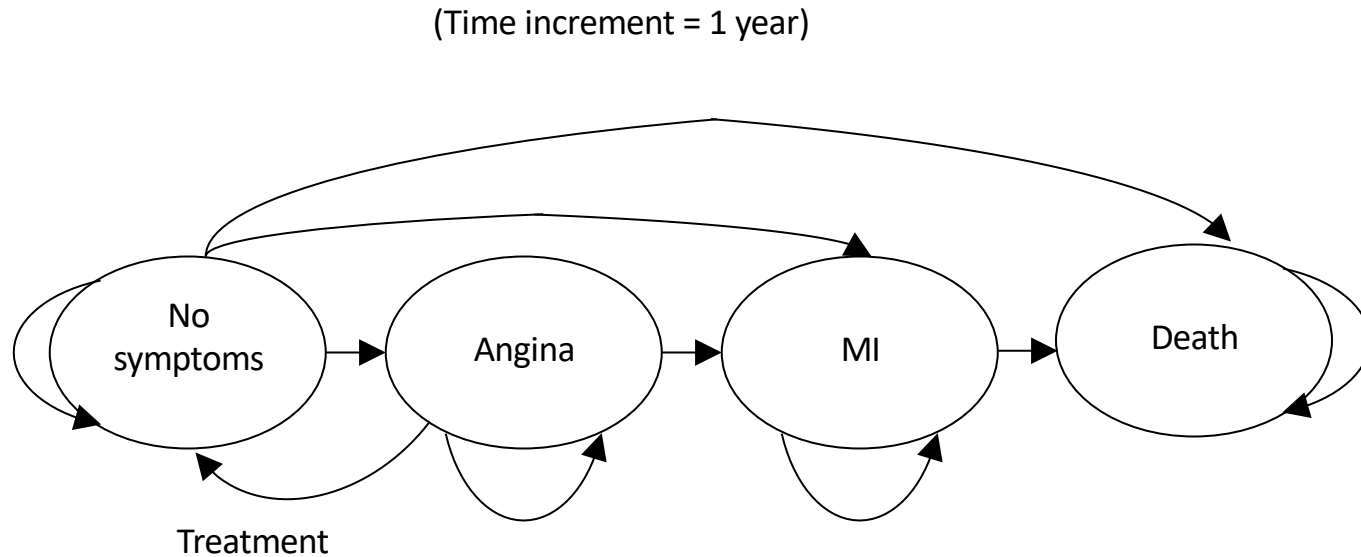 (Time increment = 1 year)
No
symptoms
Angina
MI
Death
Treatment